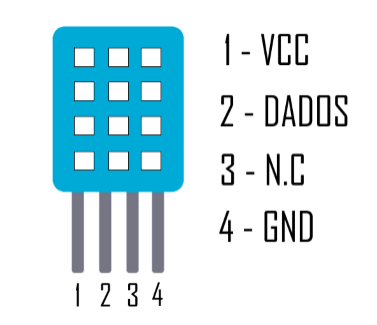 1 - VCC
2 - DADOS
3 - N.C
4 - GND
1 2 3 4